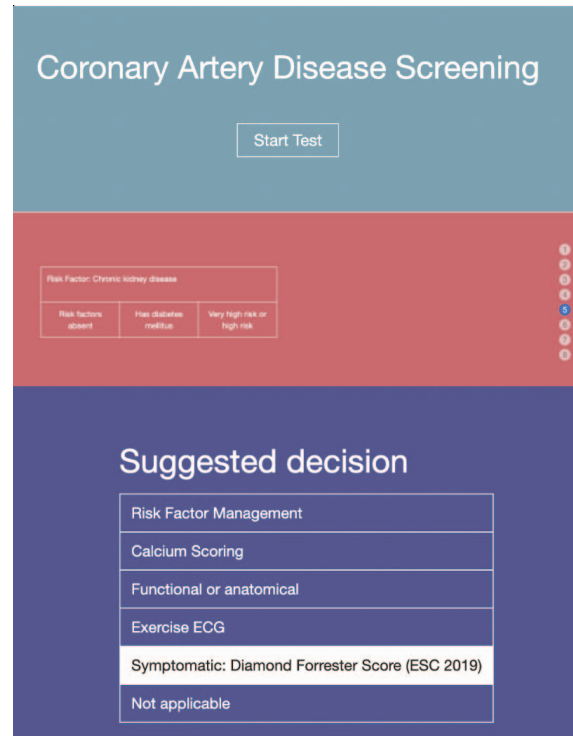 Coronary Artery Disease Screening
Start Test
Risk Factor: Chronic kidney disease
Risk factors absent
Has diabetes mellitus
Very high risk or high risk
1
2
3
4
5
6
7
8
Suggested decision
Risk Factor Management
Calcium Scoring
Functional or anatomical
Exercise ECG
Symptomatic: Diamond Forrester Score (ESC 2019)
Not applicable